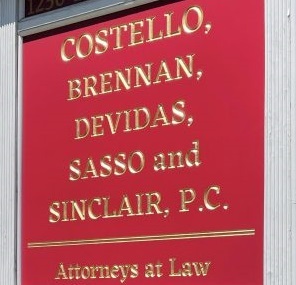 COSTELLO,
BRENNAN,
DEVIDAS,
SASSO and
SINCLAIR, P.C.
Attorneys at Law